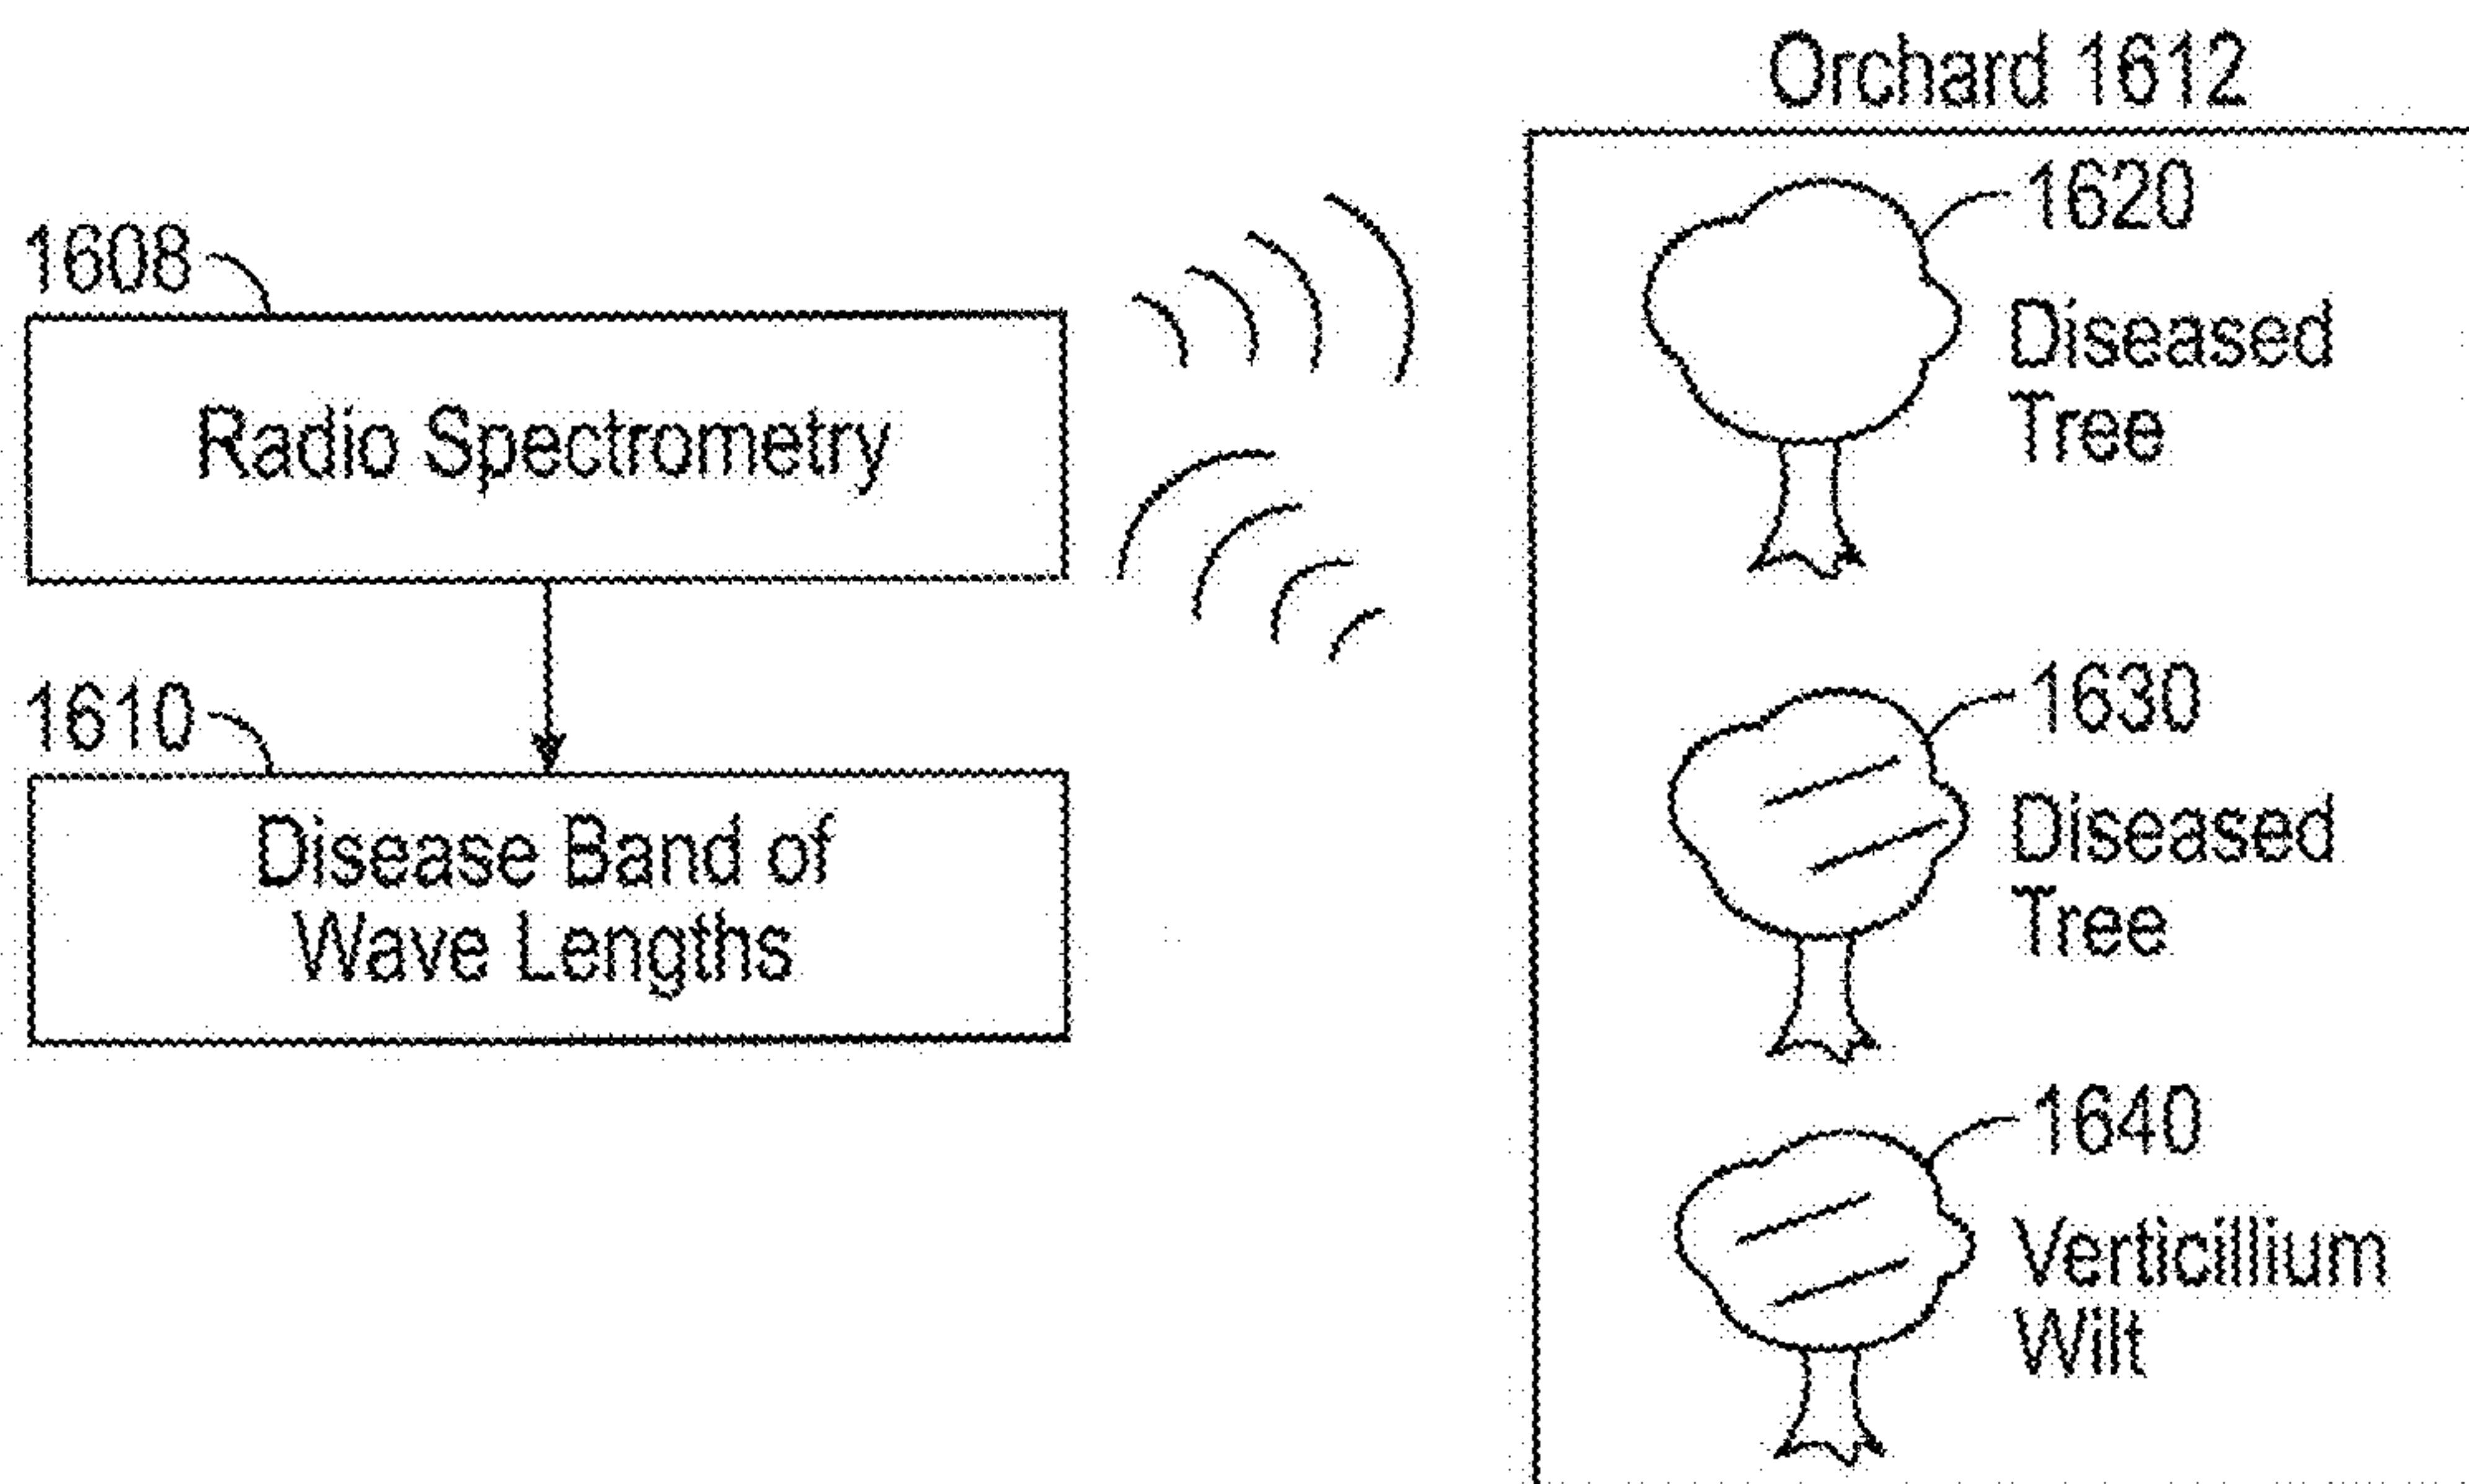 Orchard 1612
1608
Radio Spectrometry
1610
Disease Band of
Wave Lengths
1620
Diseased
Tree
1630
Diseased
Tree
1640
Verticillium
Wilt